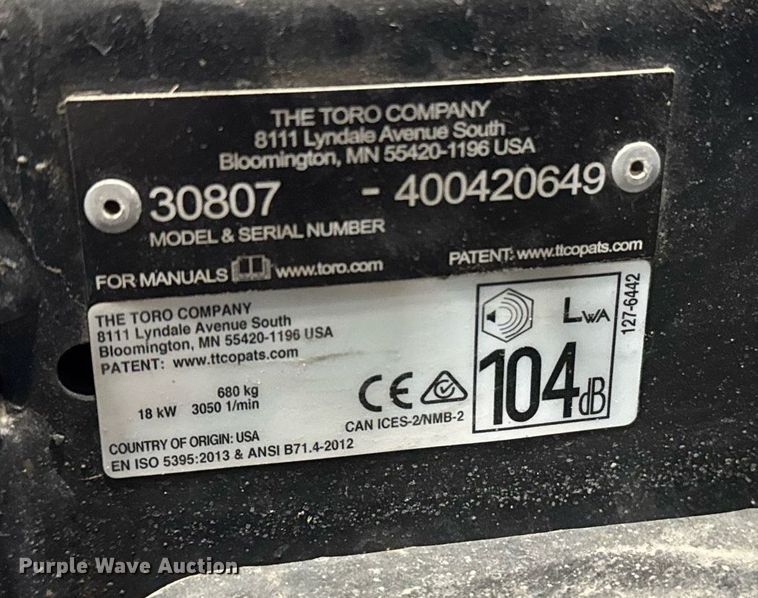 THE TORO COMPANY
8111 Lyndale Avenue South
Bloomington, MN 55420-1196 USA
30807 - 400420649
MODEL & SERIAL NUMBER
FOR MANUALS www.toro.com
PATENT: www.ttcopats.com
THE TORO COMPANY
8111 Lyndale Avenue South
Bloomington, MN 55420-1196 USA
PATENT: www.ttcopats.com
680 kg
18 kW 3050 1/min
COUNTRY OF ORIGIN: USA
EN ISO 5395:2013 & ANSI B71.4-2012
CE
CAN ICES-2/NMB-2
LWA
104dB
127-6442
Purple Wave Auction